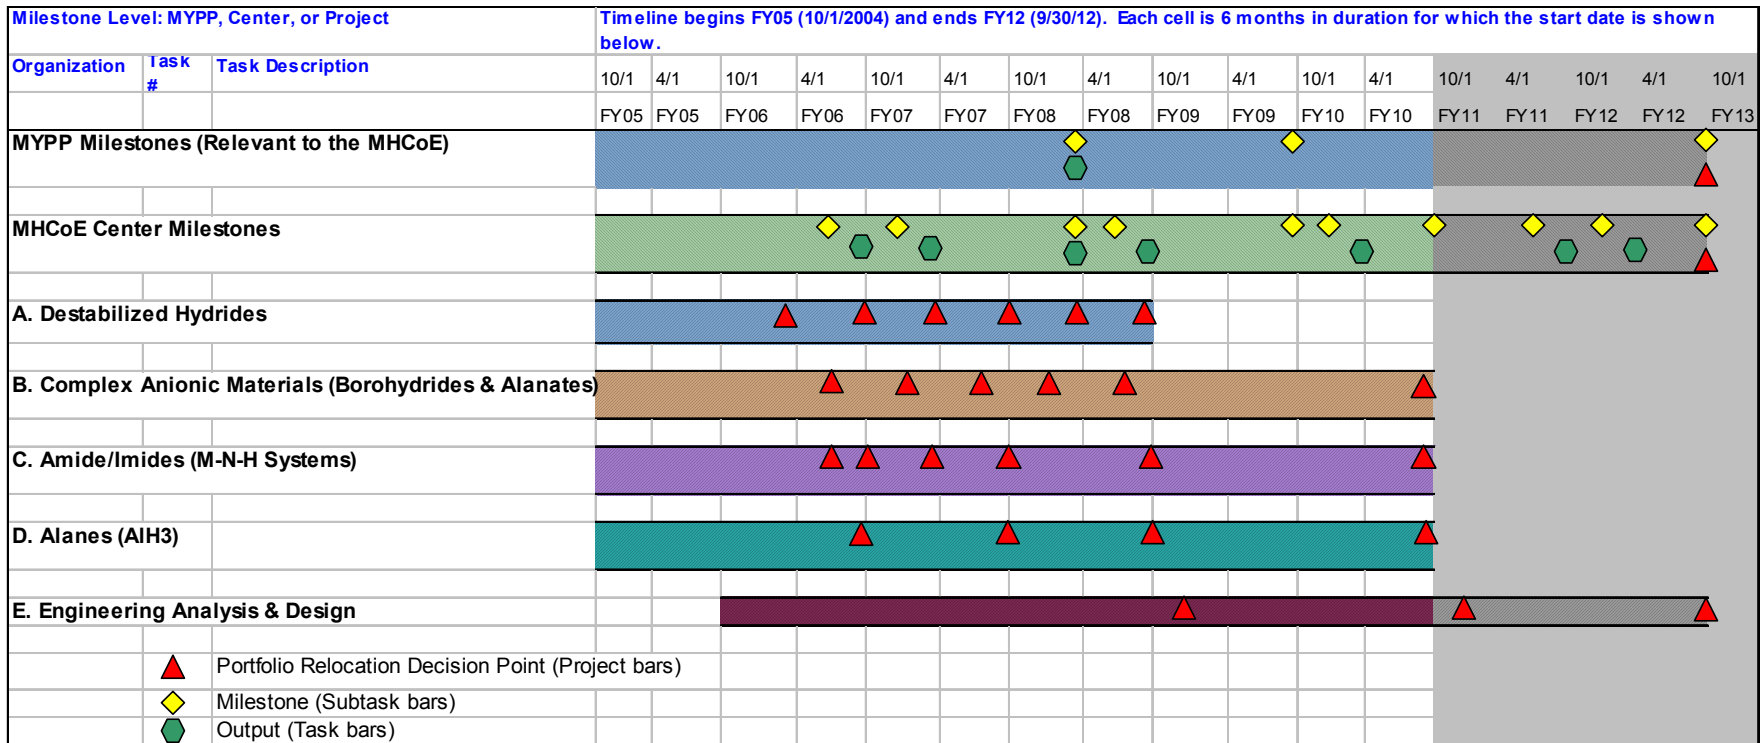 Milestone Level: MYPP, Center, or Project
Timeline begins FY05 (10/1/2004) and ends FY12 (9/30/12). Each cell is 6 months in duration for which the start date is shown
below.
Organization Task # Task Description
10/1 4/1 10/1 4/1 10/1 4/1 10/1 4/1 10/1 4/1 10/1 4/1 10/1 4/1 10/1 4/1 10/1
FY05 FY05 FY06 FY06 FY07 FY07 FY08 FY08 FY09 FY09 FY10 FY10 FY11 FY11 FY12 FY12 FY13
MYPP Milestones (Relevant to the MHCoE)
MHCoE Center Milestones
A. Destabilized Hydrides
B. Complex Anionic Materials (Borohydrides & Alanates)
C. Amide/Imides (M-N-H Systems)
D. Alanes (AlH3)
E. Engineering Analysis & Design
Portfolio Relocation Decision Point (Project bars)
Milestone (Subtask bars)
Output (Task bars)